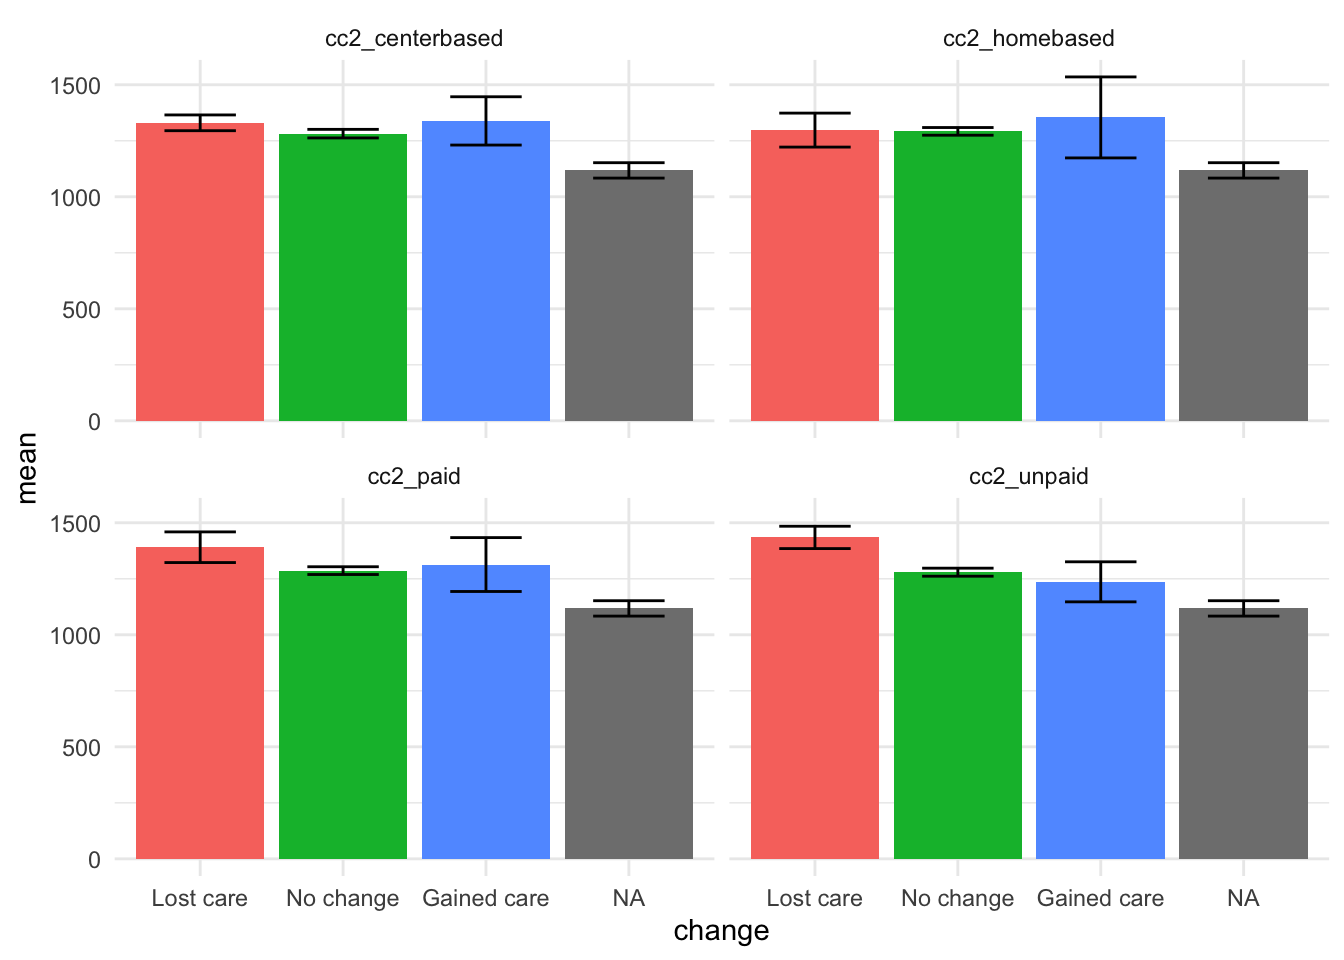 cc2_centerbased
cc2_homebased
1500
1000
500
0
cc2_paid
cc2_unpaid
1500
1000
500
0
mean
Lost care No change Gained care NA
Lost care No change Gained care NA
change